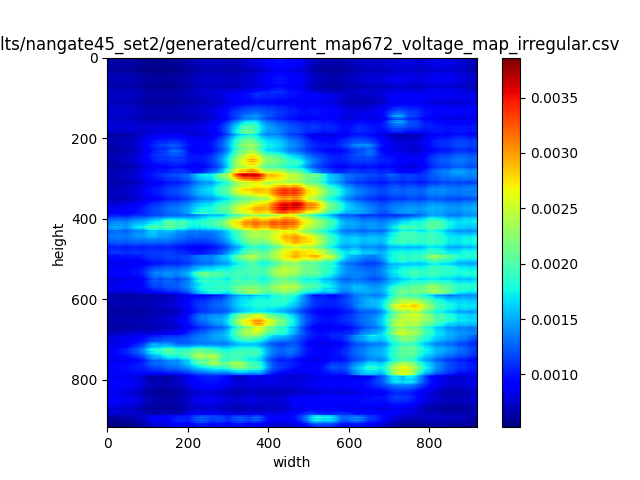 lts/nangate45_set2/generated/current_map672_voltage_map_irregular.csv
0
200
400
600
800
height
0 200 400 600 800
width
0.0035
0.0030
0.0025
0.0020
0.0015
0.0010